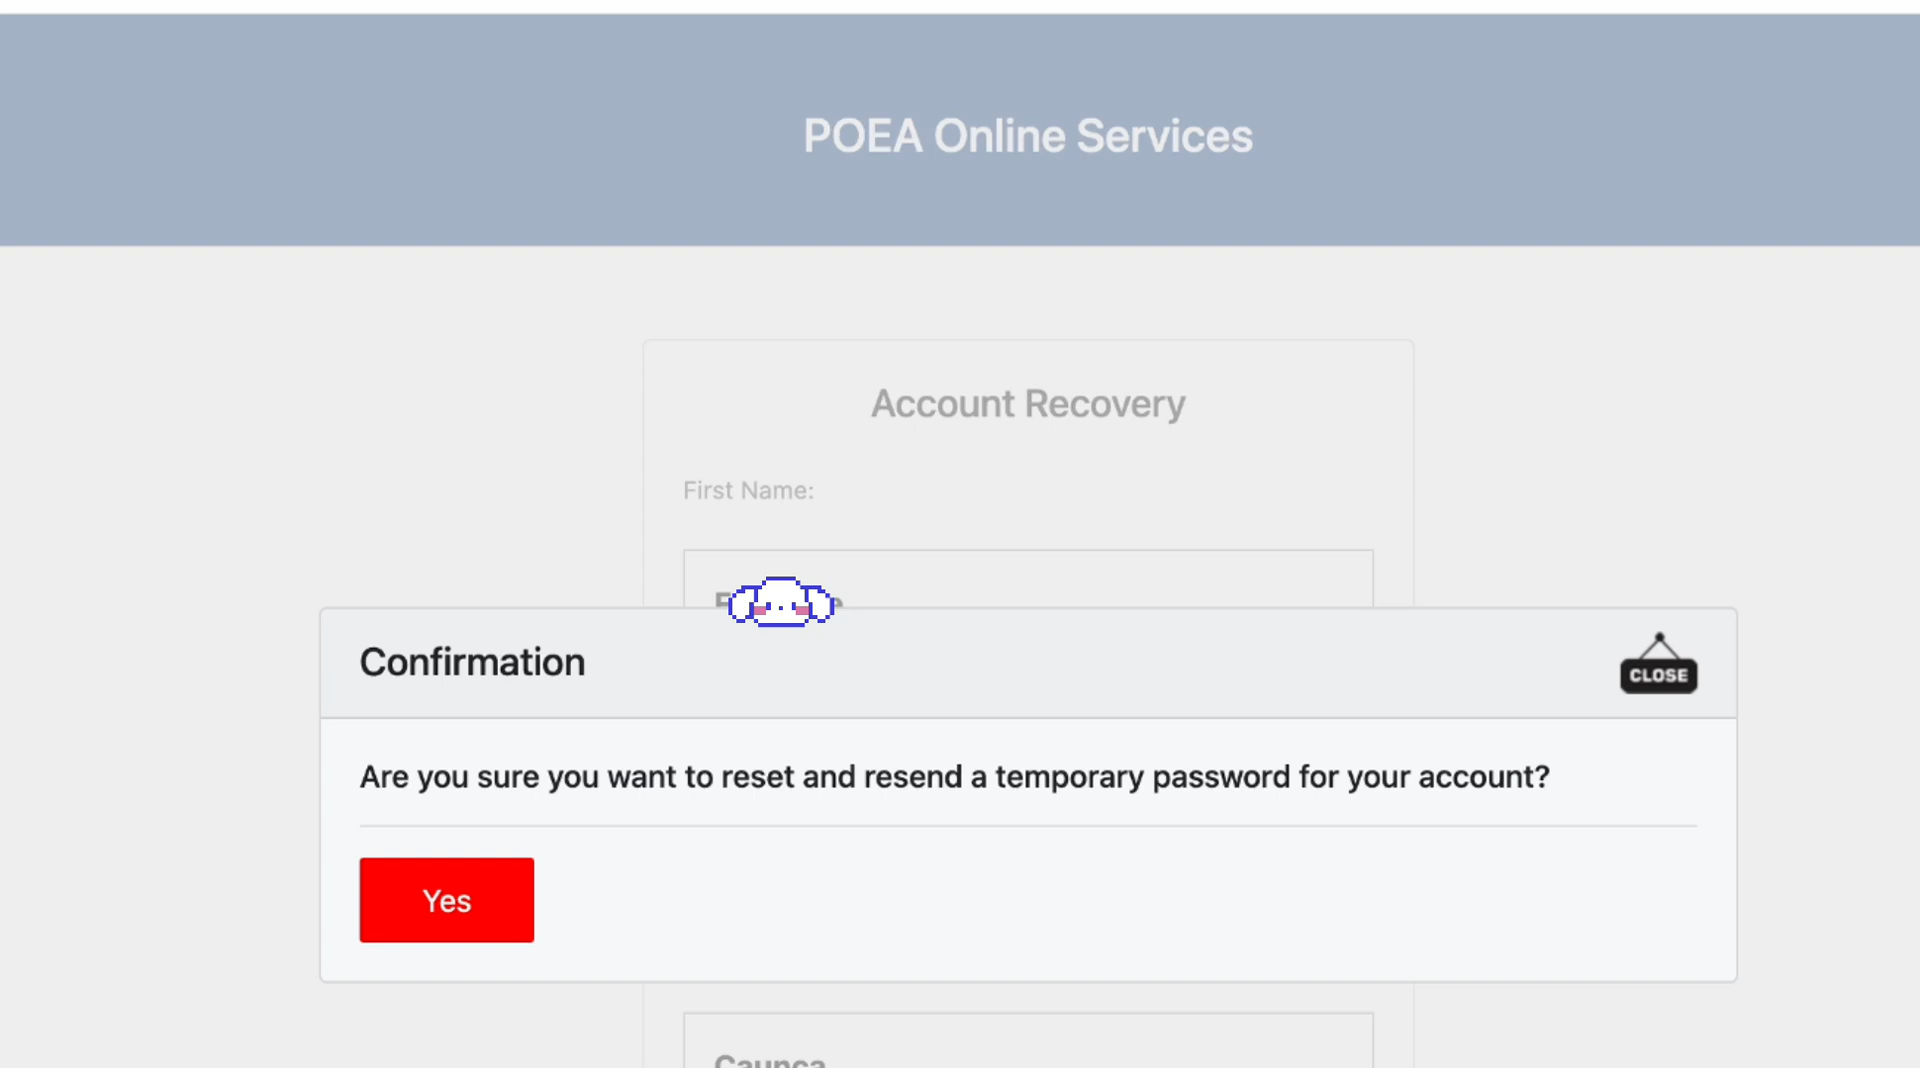 POEA Online Services
Account Recovery
First Name:
Confirmation
CLOSE
Are you sure you want to reset and resend a temporary password for your account?
Yes